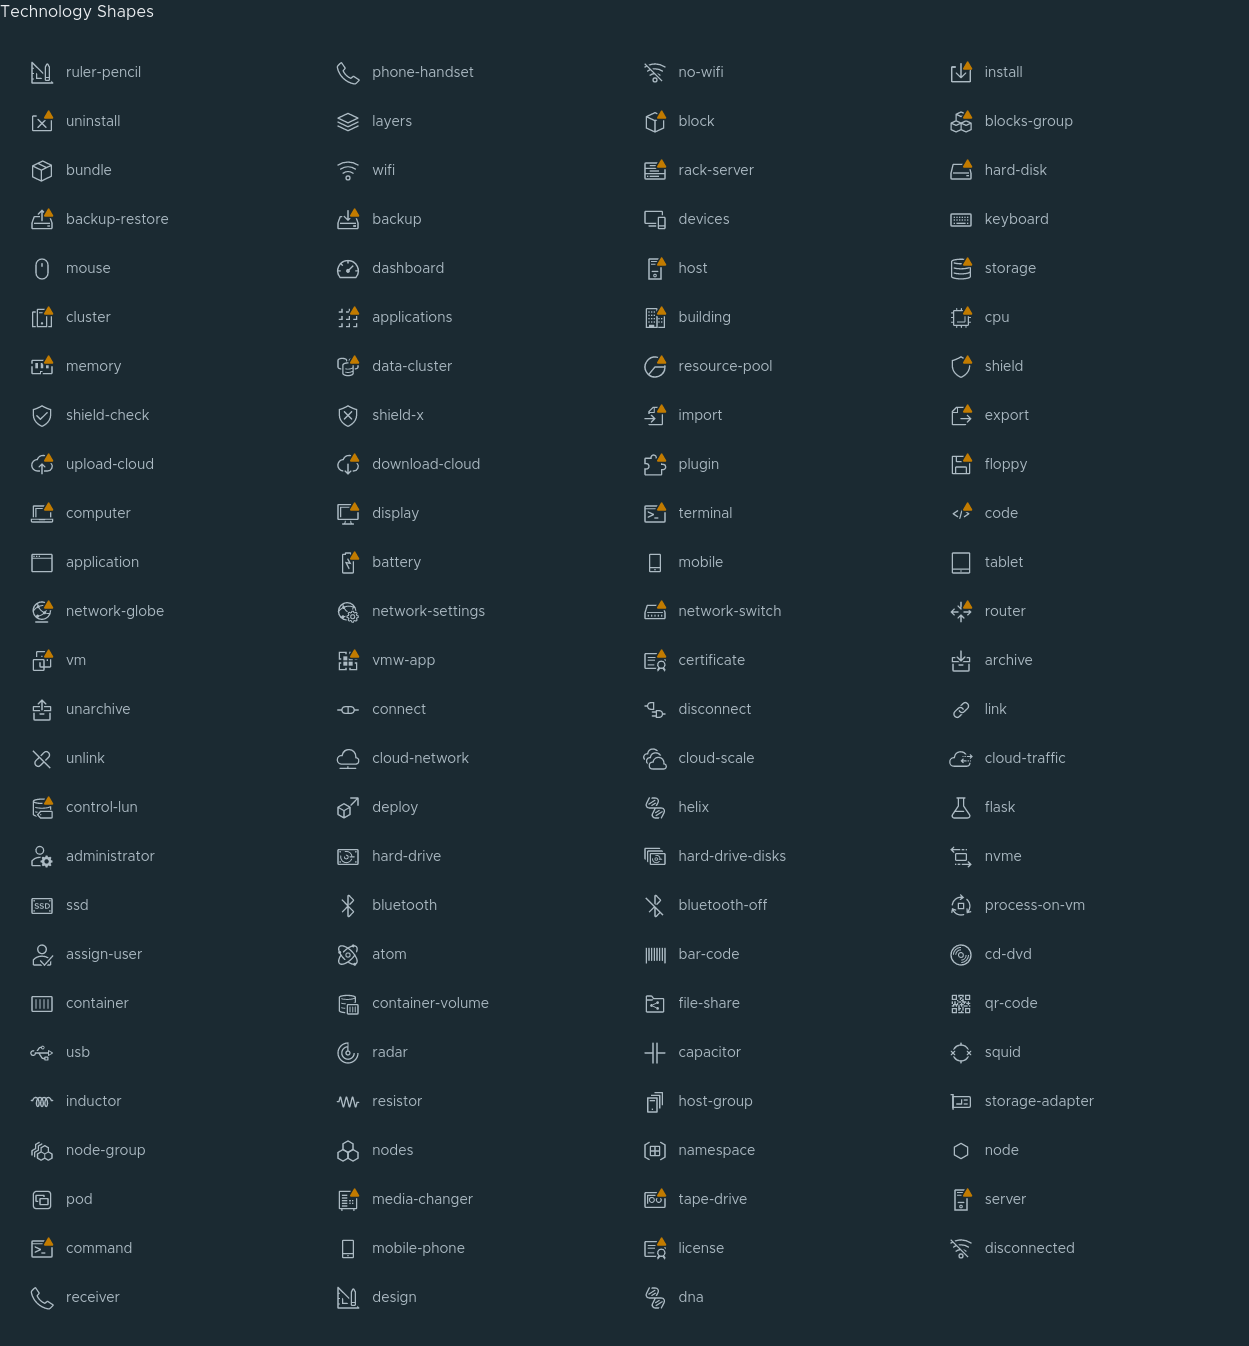 Technology Shapes
ruler-pencil phone-handset no-wifi install
uninstall layers block blocks-group
bundle wifi rack-server hard-disk
backup-restore backup devices keyboard
mouse dashboard host storage
cluster applications building cpu
memory data-cluster resource-pool shield
shield-check shield-x import export
upload-cloud download-cloud plugin floppy
computer display terminal code
application battery mobile tablet
network-globe network-settings network-switch router
vm vmw-app certificate archive
unarchive connect disconnect link
unlink cloud-network cloud-scale cloud-traffic
control-lun deploy helix flask
administrator hard-drive hard-drive-disks nvme
SSD ssd bluetooth bluetooth-off process-on-vm
assign-user atom bar-code cd-dvd
container container-volume file-share qr-code
usb radar capacitor squid
inductor resistor host-group storage-adapter
node-group nodes namespace node
pod media-changer tape-drive server
command mobile-phone license disconnected
receiver design dna